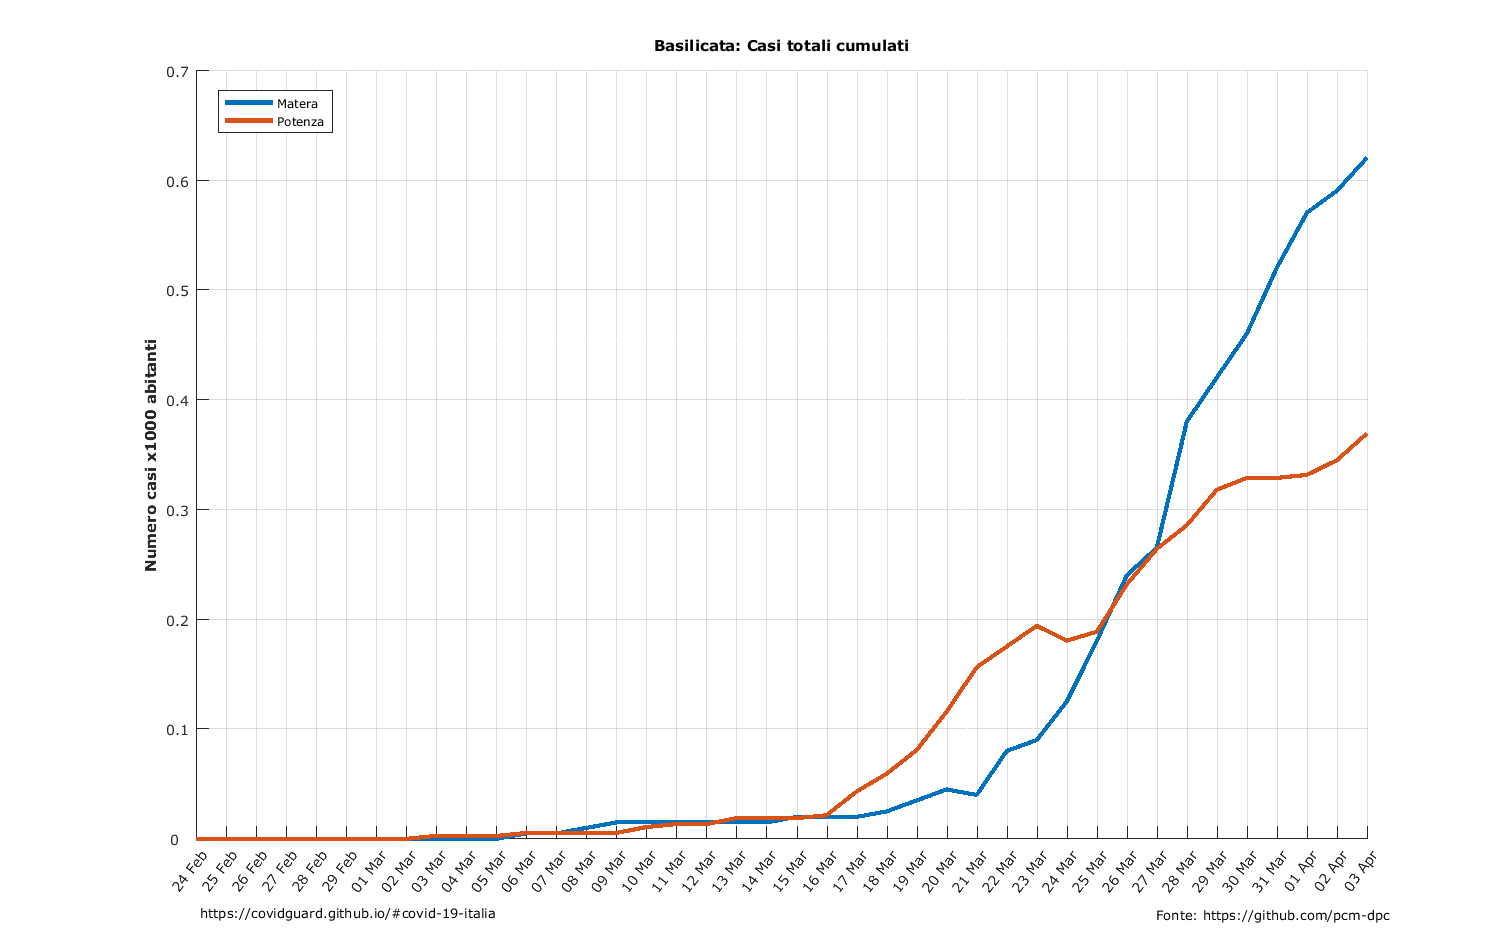 Basilicata: Casi totali cumulati
Matera
Potenza
Numero casi x1000 abitanti
0.7
0.6
0.5
0.4
0.3
0.2
0.1
0
24 Feb
25 Feb
26 Feb
27 Feb
28 Feb
29 Feb
01 Mar
02 Mar
03 Mar
04 Mar
05 Mar
06 Mar
07 Mar
08 Mar
09 Mar
10 Mar
11 Mar
12 Mar
13 Mar
14 Mar
15 Mar
16 Mar
17 Mar
18 Mar
19 Mar
20 Mar
21 Mar
22 Mar
23 Mar
24 Mar
25 Mar
26 Mar
27 Mar
28 Mar
29 Mar
30 Mar
31 Mar
01 Apr
02 Apr
03 Apr
https://covidguard.github.io/#covid-19-italia
Fonte: https://github.com/pcm-dpc